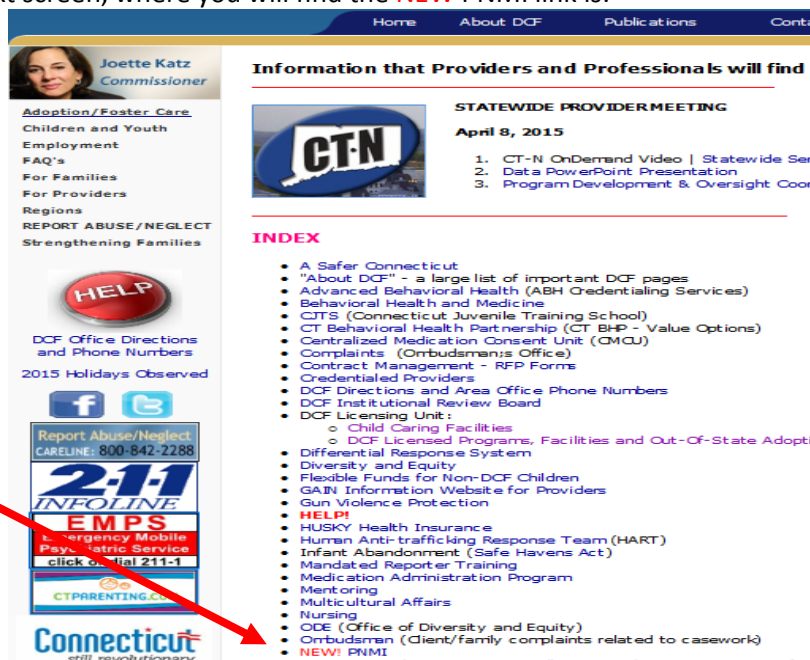 screen, where you will find the NEW PNMI link is:
Home About DCF Publications
Joette Katz
Commissioner
Adoption/Foster Care
Children and Youth
Employment
FAQ's
For Families
For Providers
Regions
REPORT ABUSE/NEGLECT
Strengthening Families
HELP
DCF Office Directions
and Phone Numbers
2015 Holidays Observed
Report Abuse/Neglect
CARELINE: 800-842-2288
2-1-1
INFOLINE
EMPS
Emergency Mobile
Psychiatric Service
click or dial 211-1
CTPARENTING.C
Connecticut
still revolutionary
Information that Providers and Professionals will find
CT-N
STATEWIDE PROVIDER MEETING
April 8, 2015
1. CT-N OnDemand Video | Statewide
2. Data PowerPoint Presentation
3. Program Development & Oversight
INDEX
A Safer Connecticut
"About DCF" - a large list of important DCF pages
Advanced Behavioral Health (ABH Credentialing Services)
Behavioral Health and Medicine
CJTS (Connecticut Juvenile Training School)
CT Behavioral Health Partnership (CT BHP - Value Options)
Centralized Medication Consent Unit (CMCU)
Complaints (Ombudsman;s Office)
Contract Management - RFP Forms
Credentialed Providers
DCF Directions and Area Office Phone Numbers
DCF Institutional Review Board
DCF Licensing Unit:
Child Caring Facilities
DCF Licensed Programs, Facilities and Out-Of-State Adopti
Differential Response System
Diversity and Equity
Flexible Funds for Non-DCF Children
GAIN Information Website for Providers
Gun Violence Protection
HELP!
HUSKY Health Insurance
Human Anti-trafficking Response Team (HART)
Infant Abandonment (Safe Havens Act)
Mandated Reporter Training
Medication Administration Program
Mentoring
Multicultural Affairs
Nursing
ODE (Office of Diversity and Equity)
Ombudsman (Client/family complaints related to casework)
NEW! PNMI